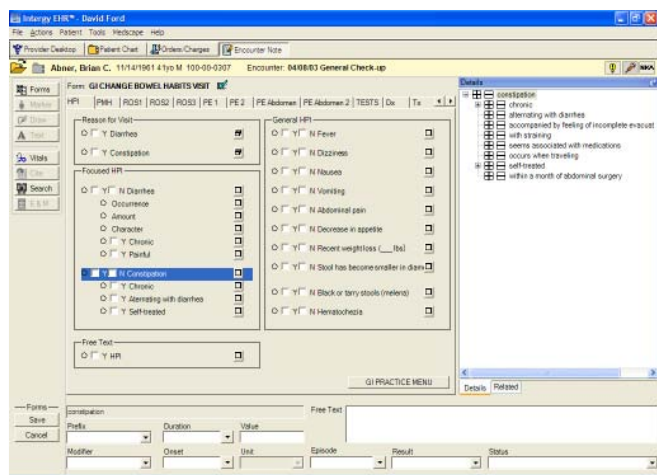 Intergy EHR* - David Ford
File Actions Patient Tools Medscape Help
Provider Desktop Patient Chart Orders/Charges Encounter Note
Abner, Brian C. 11/14/1961 41yo M 100-00-0307 Encounter: 04/08/03 General Check-up NKA
Forms
Marker
Draw
Text
Vitals
Cite
Search
E & M
Form: GI CHANGE BOWEL HABITS VISIT
HPI PMH ROS1 ROS2 ROS3 PE 1 PE 2 PE Abdomen PE Abdomen 2 TESTS Dx Tx
Reason for Visit
Y Diarrhea
Y Constipation
Focused HPI
Y N Diarrhea
Occurrence
Amount
Character
Y Chronic
Y Painful
Y N Constipation
Y Chronic
Y Alternating with diarrhea
Y Self-treated
Free Text
Y HPI
General HPI
Y N Fever
Y N Dizziness
Y N Nausea
Y N Vomiting
Y N Abdominal pain
Y N Decrease in appetite
Y N Recent weight loss (___ lbs)
Y N Stool has become smaller in diam
Y N Black or tarry stools (melena)
Y N Hematochezia
GI PRACTICE MENU
Details
constipation
chronic
alternating with diarrhea
accompanied by feeling of incomplete evacuat
with straining
seems associated with medications
occurs when traveling
self-treated
within a month of abdominal surgery
Details Related
Forms
Save
Cancel
constipation
Prefix Duration Value
Modifier Onset Unit
Free Text
Episode Result Status